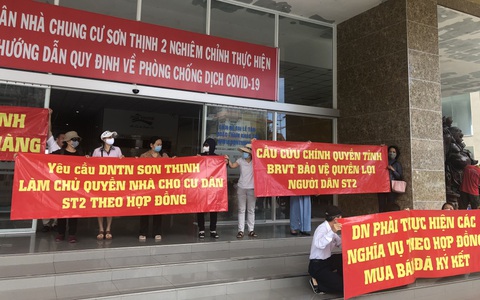 ÂN NHÀ CHUNG CƯ SƠN THỊNH 2 NGHIÊM CHỈNH THỰC HIỆN
HƯỚNG DẪN QUY ĐỊNH VỀ PHÒNG CHỐNG DỊCH COVID-19
INH
HÀNG
Yêu cầu DNTN SƠN THỊNH
LÀM CHỦ QUYỀN NHÀ CHO CƯ DÂN
ST2 THEO HỢP ĐỒNG
CẦU CỨU CHÍNH QUYỀN TỈNH
BRVT BẢO VỆ QUYỀN LỢI
NGƯỜI DÂN ST2
DN PHẢI THỰC HIỆN CÁC
NGHĨA VỤ THEO HỢP ĐỒNG
MUA BÁN ĐÃ KÝ KẾT